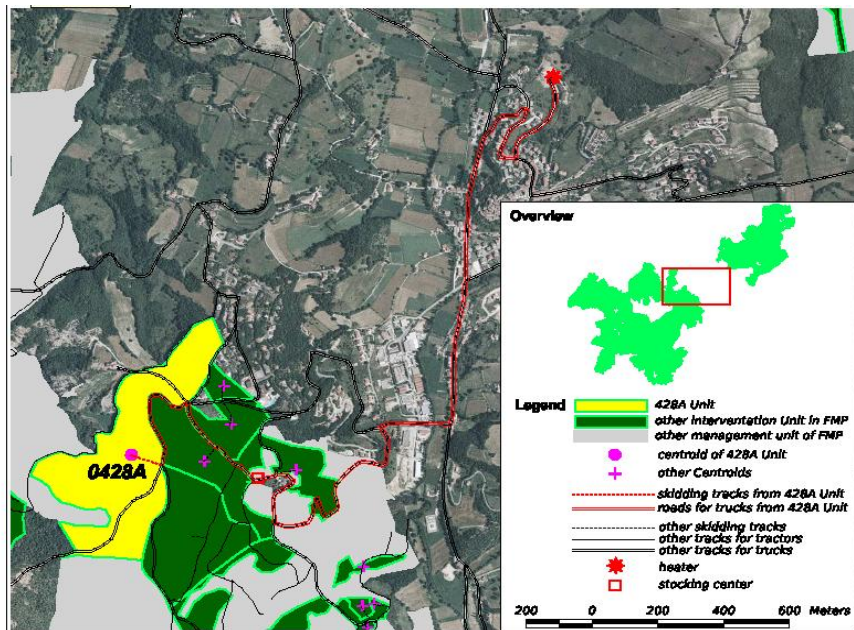 0428A
Overview
Legend
428A Unit
other interventation Unit in FMP
other management unit of FMP
centroid of 428A Unit
other Centroids
skidding tracks from 428A Unit
roads for trucks from 428A Unit
other skidding tracks
other tracks for tractors
other tracks for trucks
heater
stocking center
200 0 200 400 600 Meters